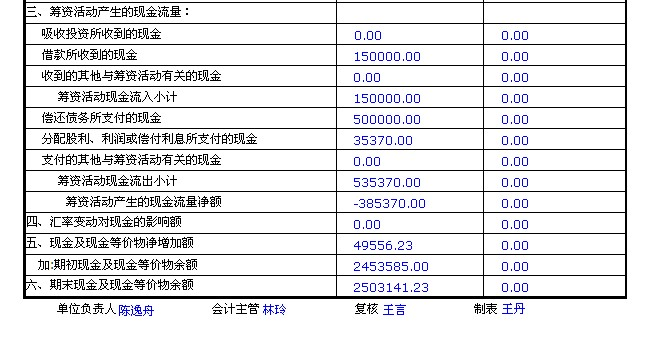 三、筹资活动产生的现金流量：
吸收投资所收到的现金 0.00 0.00
借款所收到的现金 150000.00 0.00
收到的其他与筹资活动有关的现金 0.00 0.00
筹资活动现金流入小计 150000.00 0.00
偿还债务所支付的现金 500000.00 0.00
分配股利、利润或偿付利息所支付的现金 35370.00 0.00
支付的其他与筹资活动有关的现金 0.00 0.00
筹资活动现金流出小计 535370.00 0.00
筹资活动产生的现金流量净额 -385370.00 0.00
四、汇率变动对现金的影响额 0.00 0.00
五、现金及现金等价物净增加额 49556.23 0.00
加:期初现金及现金等价物余额 2453585.00 0.00
六、期末现金及现金等价物余额 2503141.23 0.00
单位负责人 陈逸舟 会计主管 林玲 复核 王言 制表 王丹